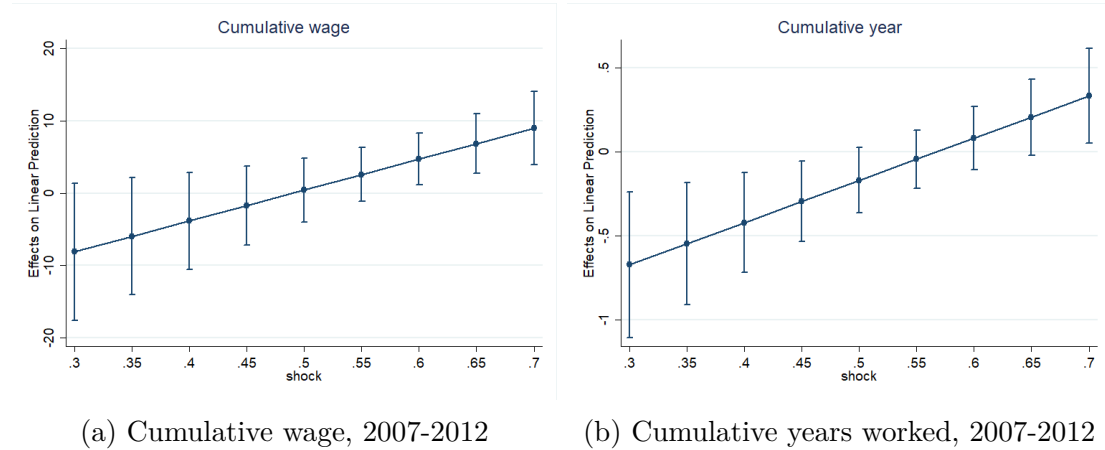 Cumulative wage
Effects on Linear Prediction
20
10
0
-10
-20
.3 .35 .4 .45 .5 .55 .6 .65 .7
shock
(a) Cumulative wage, 2007-2012
Cumulative year
Effects on Linear Prediction
.5
0
-.5
-1
.3 .35 .4 .45 .5 .55 .6 .65 .7
shock
(b) Cumulative years worked, 2007-2012